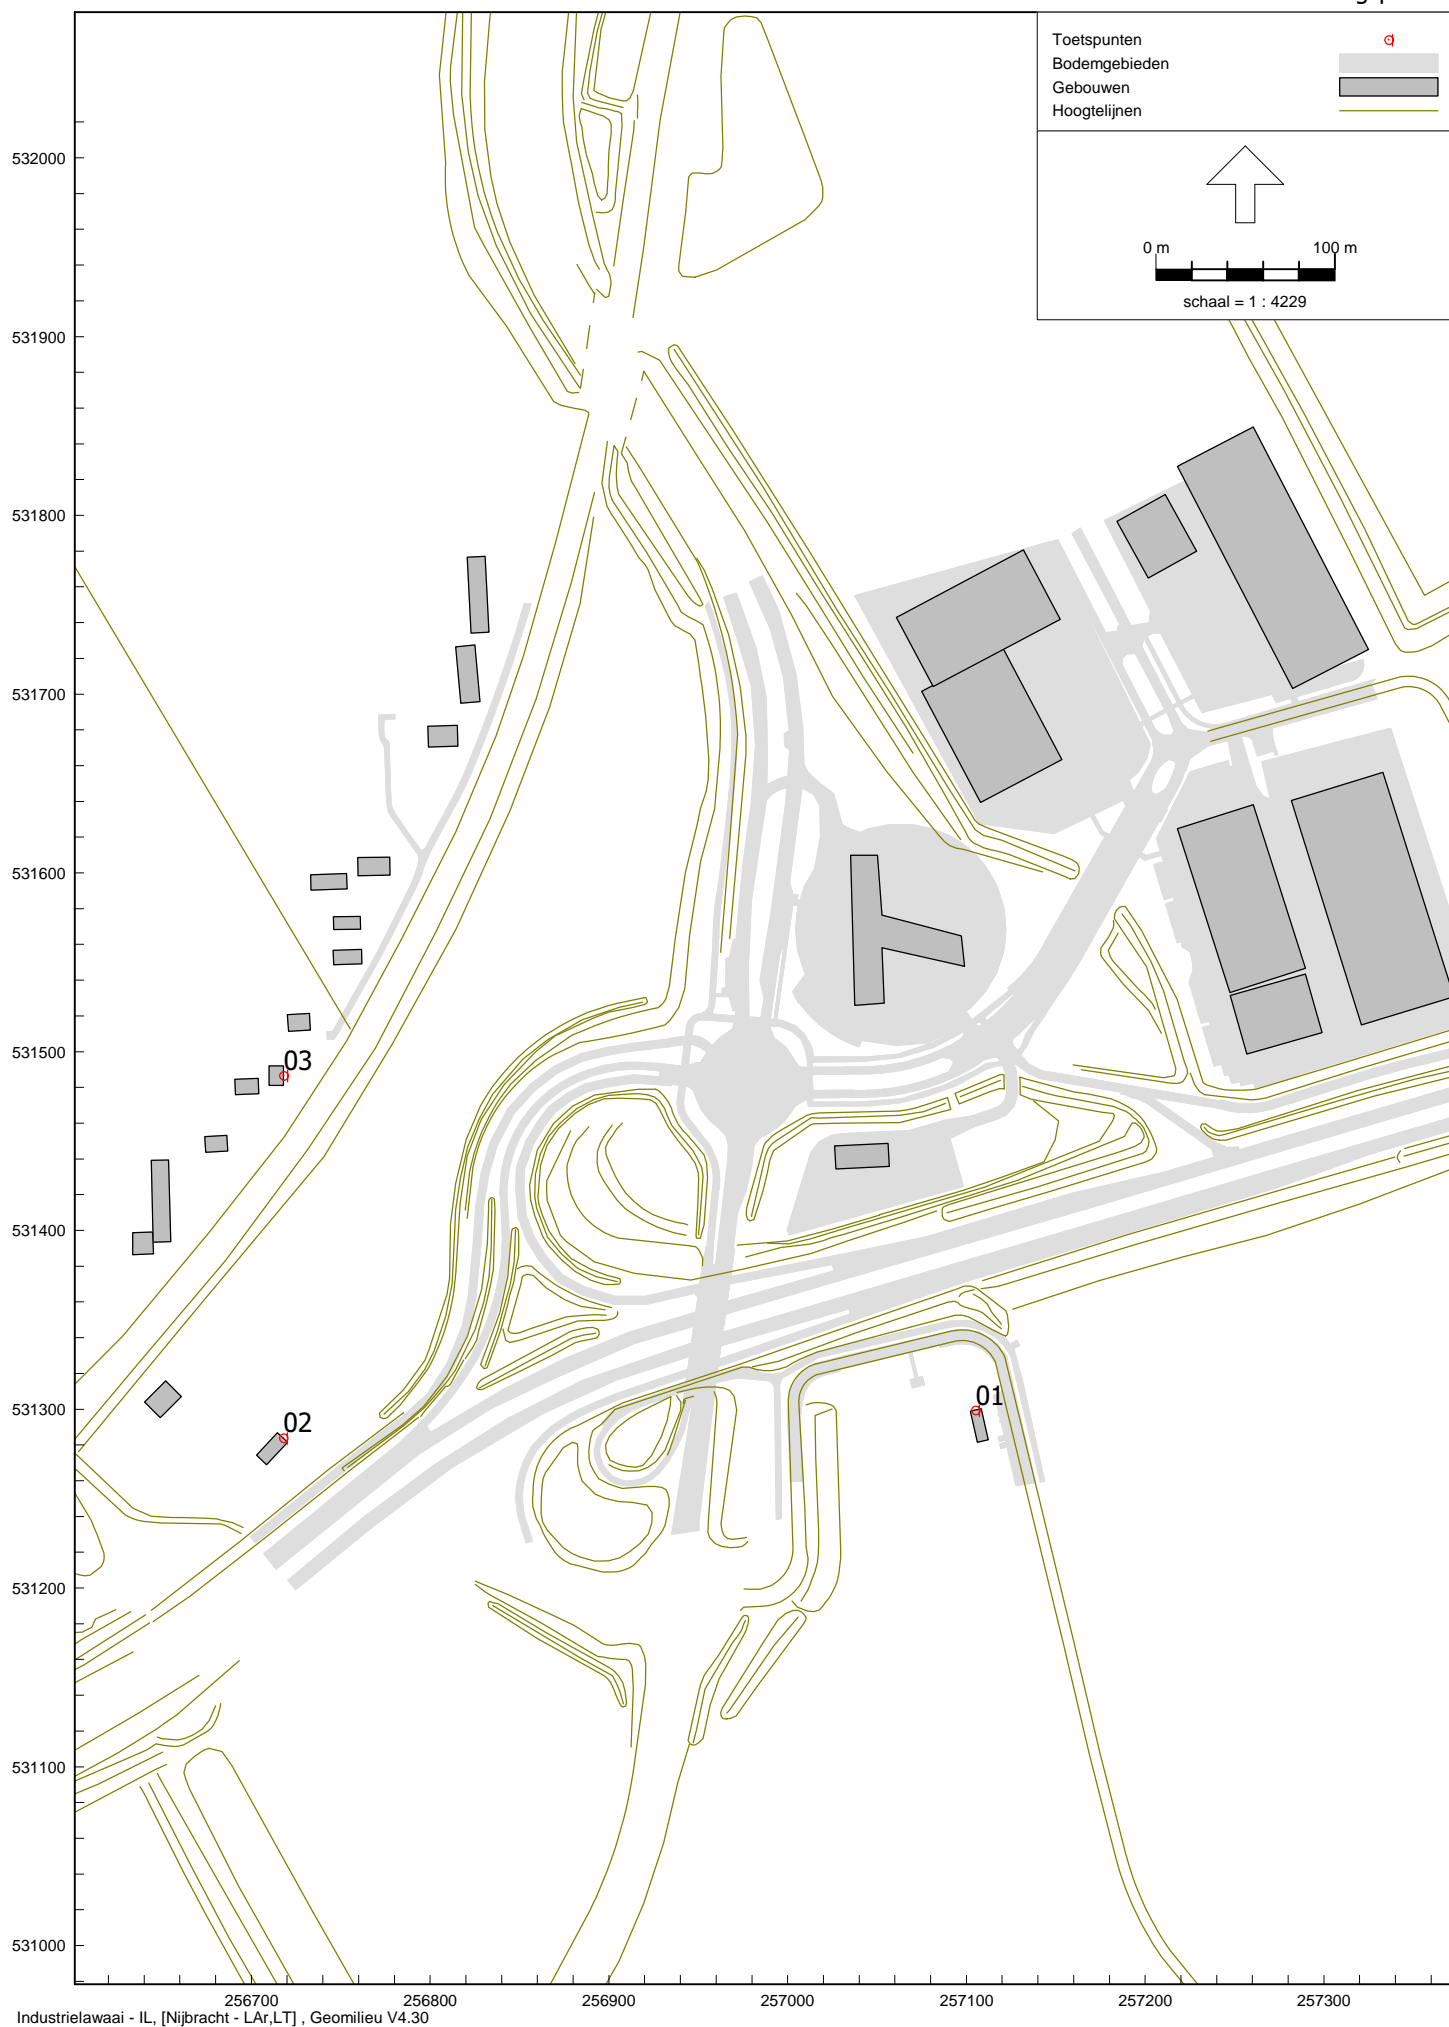 Toetspunten
Bodemgebieden
Gebouwen
Hoogtelijnen
0 m 100 m
schaal = 1 : 4229
532000
531900
531800
531700
531600
531500
531400
531300
531200
531100
531000
03
02
01
256700 256800 256900 257000 257100 257200 257300
Industrielawaai - IL, [Nijbracht - LAr,LT] , Geomilieu V4.30